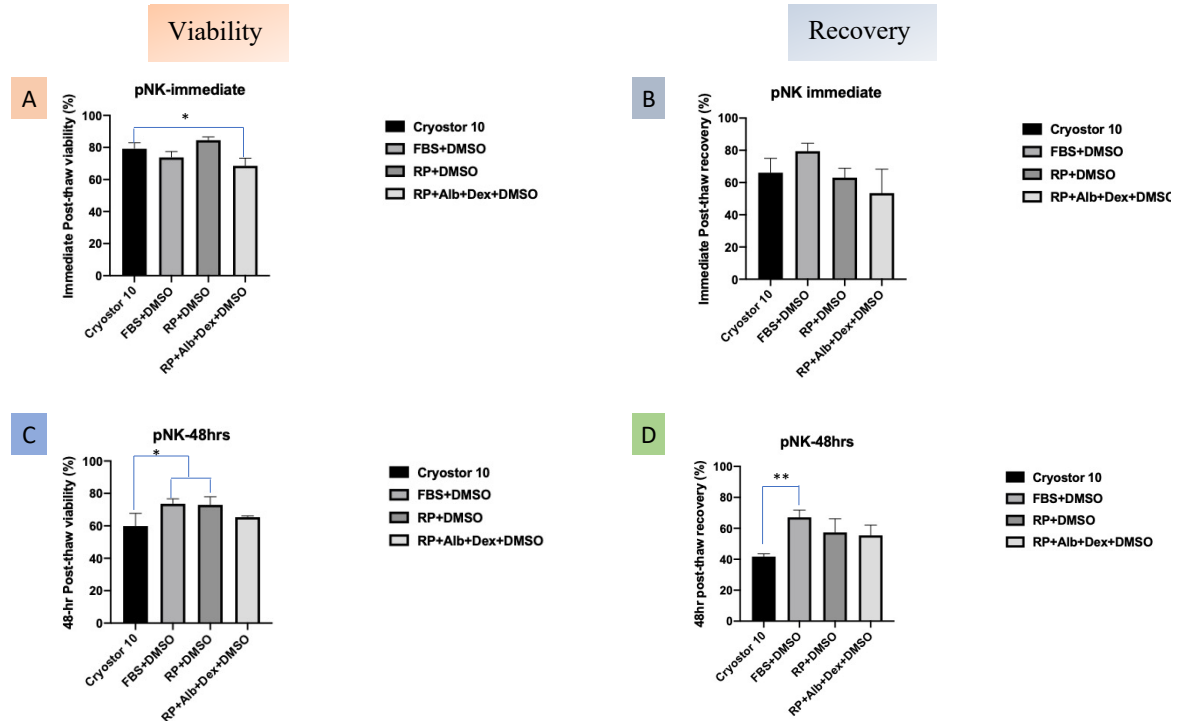 Viability
Recovery
A
pNK-immediate
*
Immediate Post-thaw viability (%)
100
80
60
40
20
0
Cryostor 10
FBS+DMSO
RP+DMSO
RP+Alb+Dex+DMSO
Cryostor 10
FBS+DMSO
RP+DMSO
RP+Alb+Dex+DMSO
B
pNK immediate
Immediate Post-thaw recovery (%)
100
80
60
40
20
0
Cryostor 10
FBS+DMSO
RP+DMSO
RP+Alb+Dex+DMSO
Cryostor 10
FBS+DMSO
RP+DMSO
RP+Alb+Dex+DMSC
C
pNK-48hrs
*
48-hr Post-thaw viability (%)
100
80
60
40
20
0
Cryostor 10
FBS+DMSO
RP+DMSO
RP+Alb+Dex+DMSO
Cryostor 10
FBS+DMSO
RP+DMSO
RP+Alb+Dex+DMSO
D
pNK-48hrs
**
48hr post-thaw recovery (%)
100
80
60
40
20
0
Cryostor 10
FBS+DMSO
RP+DMSO
RP+Alb+Dex+DMSO
Cryostor 10
FBS+DMSO
RP+DMSO
RP+Alb+Dex+DMSO